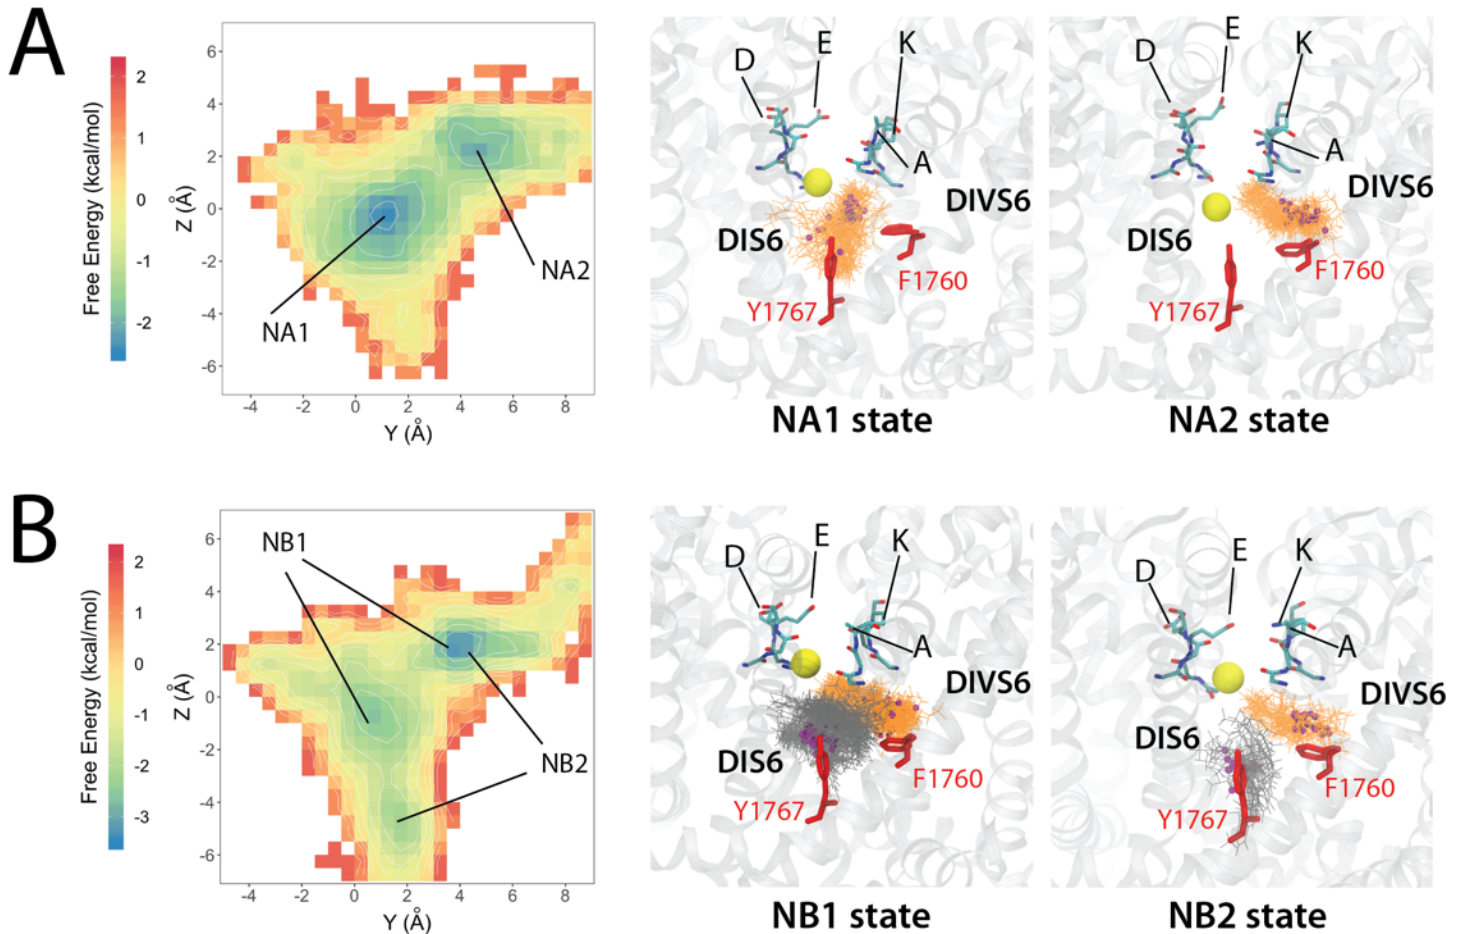 A
Free Energy (kcal/mol)
2
1
0
-1
-2
Z (Å)
6
4
2
0
-2
-4
-6
NA1
NA2
-4
-2
0
2
4
6
8
Y (Å)
D
E
K
A
DIVS6
DIS6
F1760
Y1767
NA1 state
D
E
K
A
DIVS6
DIS6
F1760
Y1767
NA2 state
B
Free Energy (kcal/mol)
2
1
0
-1
-2
-3
Z (Å)
6
4
2
0
-2
-4
-6
NB1
NB2
-4
-2
0
2
4
6
8
Y (Å)
D
E
K
A
DIVS6
DIS6
F1760
Y1767
NB1 state
D
E
K
A
DIVS6
DIS6
F1760
Y1767
NB2 state